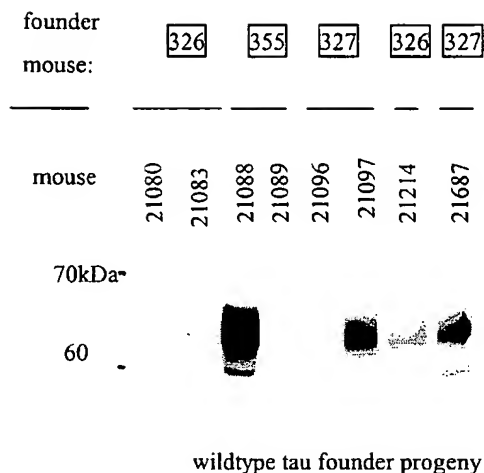 founder
326 355 327 326 327
mouse:
mouse 21080 21083 21088 21089 21096 21097 21214 21687
70kDa-
60
wildtype tau founder progeny